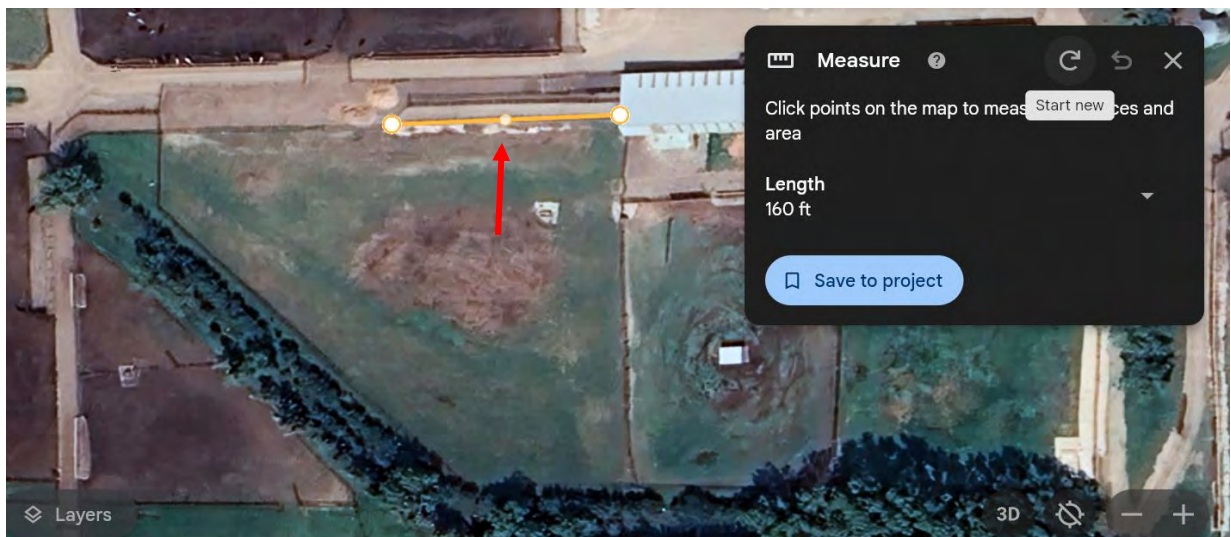 Measure
Start new
Click points on the map to meas ces and
area
Length
160 ft
Save to project
Layers
3D